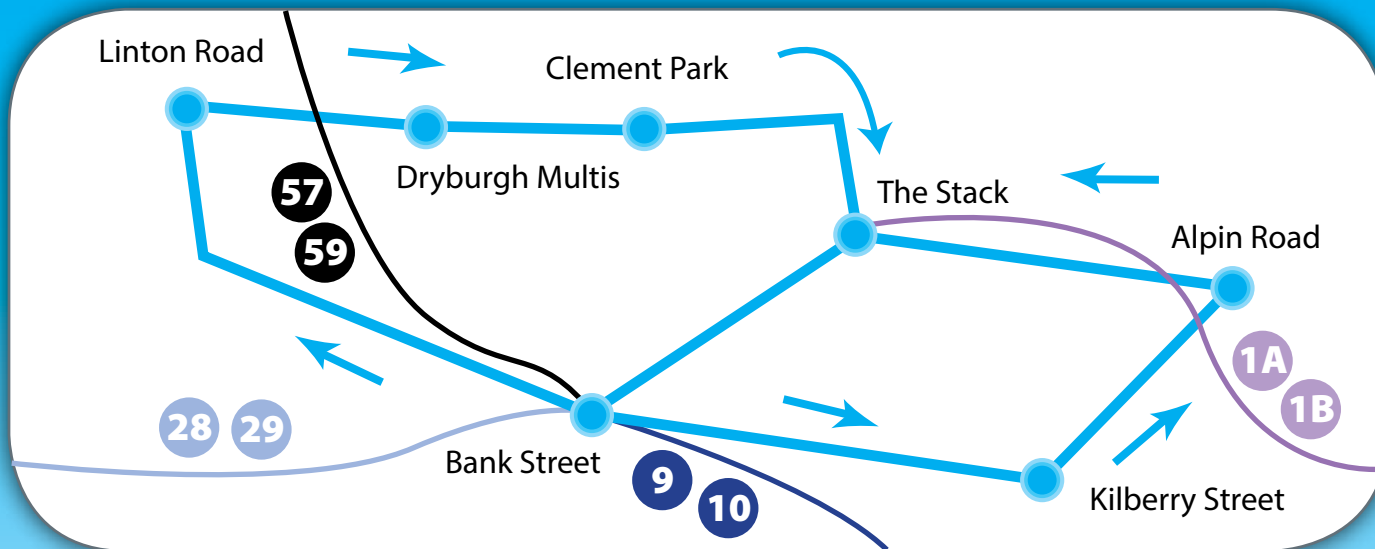 Linton Road
Clement Park
57
Dryburgh Multis
The Stack
59
Alpin Road
1A
1B
28 29
Bank Street
9
10
Kilberry Street